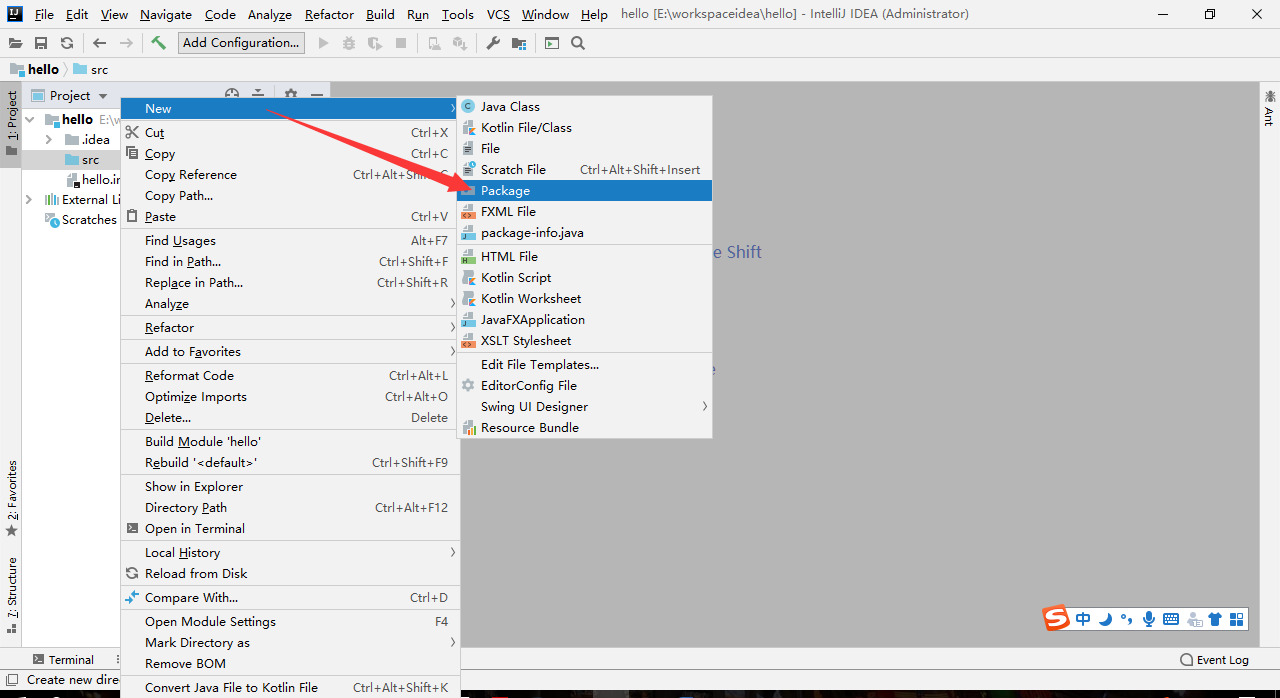 File Edit View Navigate Code Analyze Refactor Build Run Tools VCS Window Help hello [E:\workspaceidea\hello] - IntelliJ IDEA (Administrator)
Add Configuration...
hello src
1: Project
Project
hello E:\w
.idea
src
hello.in
External Li
Scratches
New
Cut Ctrl+X
Copy Ctrl+C
Copy Reference Ctrl+Alt+Shift+C
Copy Path...
Paste Ctrl+V
Find Usages Alt+F7
Find in Path... Ctrl+Shift+F
Replace in Path... Ctrl+Shift+R
Analyze
Refactor
Add to Favorites
Reformat Code Ctrl+Alt+L
Optimize Imports Ctrl+Alt+O
Delete... Delete
Build Module 'hello'
Rebuild '<default>' Ctrl+Shift+F9
Show in Explorer
Directory Path Ctrl+Alt+F12
Open in Terminal
Local History
Reload from Disk
Compare With... Ctrl+D
Open Module Settings F4
Mark Directory as
Remove BOM
Convert Java File to Kotlin File Ctrl+Alt+Shift+K
Java Class
Kotlin File/Class
File
Scratch File Ctrl+Alt+Shift+Insert
Package
FXML File
package-info.java
HTML File
Kotlin Script
Kotlin Worksheet
JavaFXApplication
XSLT Stylesheet
Edit File Templates...
EditorConfig File
Swing UI Designer
Resource Bundle
e Shift
e
Ant
2: Favorites
7: Structure
S 中
Terminal
Event Log
Create new dire